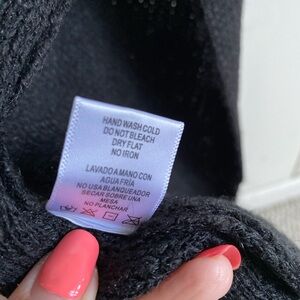 HAND WASH COLD
DO NOT BLEACH
DRY FLAT
NO IRON
LAVADO A MANO CON
AGUA FRÍA
NO USA BLANQUEADOR
SECAR SOBRE UNA
MESA
NO PLANCHAR